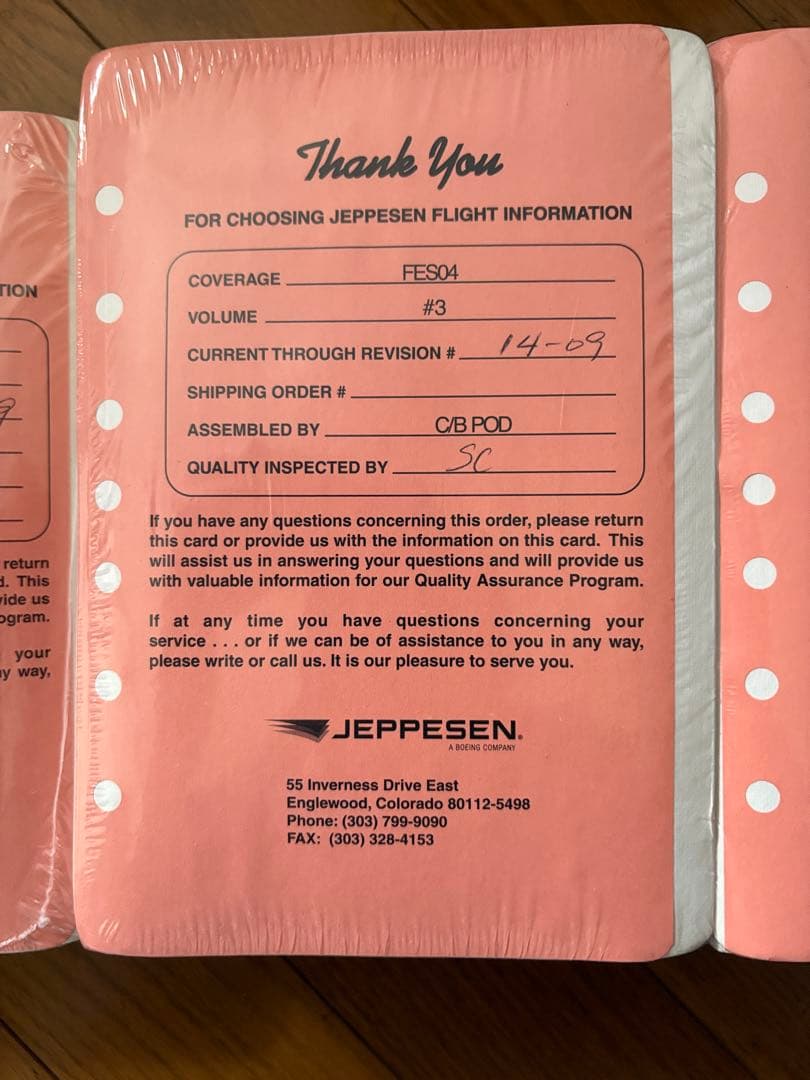 Thank You
FOR CHOOSING JEPPESEN FLIGHT INFORMATION
COVERAGE FES04
VOLUME #3
CURRENT THROUGH REVISION # 14-09
SHIPPING ORDER #
ASSEMBLED BY C/B POD
QUALITY INSPECTED BY SC
If you have any questions concerning this order, please return
this card or provide us with the information on this card. This
will assist us in answering your questions and will provide us
with valuable information for our Quality Assurance Program.
If at any time you have questions concerning your
service . . . or if we can be of assistance to you in any way,
please write or call us. It is our pleasure to serve you.
JEPPESEN®
A BOEING COMPANY
55 Inverness Drive East
Englewood, Colorado 80112-5498
Phone: (303) 799-9090
FAX: (303) 328-4153
return
This
us
your
way,